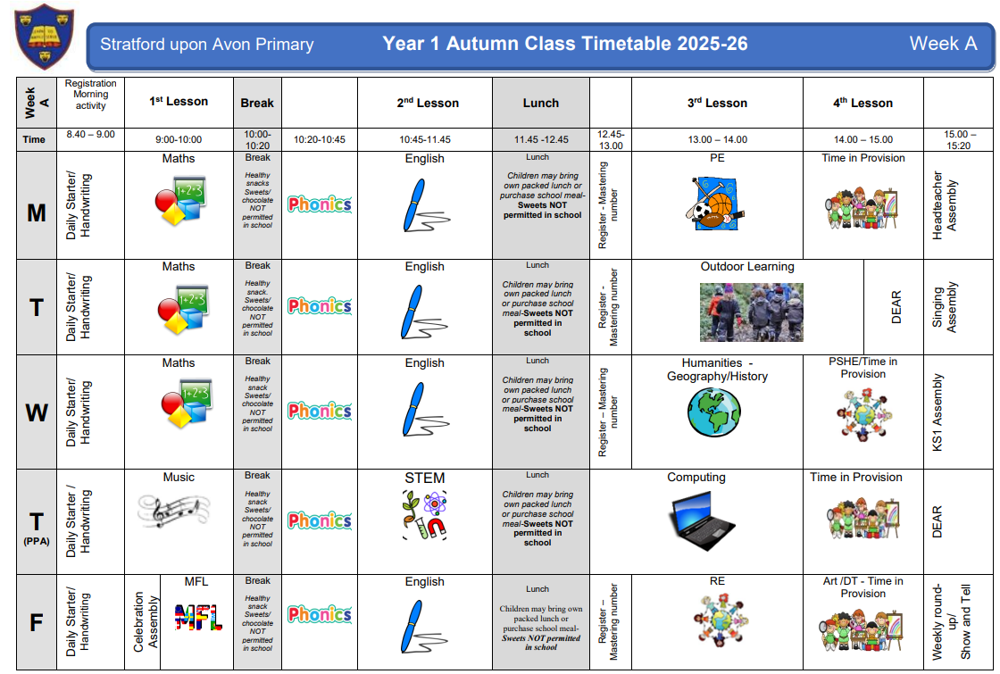 Stratford upon Avon Primary
Year 1 Autumn Class Timetable 2025-26
Week A
Week
A
Registration
Morning
activity
1st Lesson
Break
2nd Lesson
Lunch
3rd Lesson
4th Lesson
Time
8.40 – 9.00
9:00-10:00
10:00-
10:20
10:20-10:45
10:45-11.45
11.45 -12.45
12.45-
13.00
13.00 – 14.00
14.00 – 15.00
15.00 –
15:20
M
Daily Starter/
Handwriting
Maths
1+2=3
Break
Healthy
snacks
Sweets/
chocolate
NOT
permitted
in school
Phonics
English
Lunch
Children may bring
own packed lunch or
purchase school meal-
Sweets NOT
permitted in school
Register - Mastering
number
PE
Time in Provision
Headteacher
Assembly
T
Daily Starter/
Handwriting
Maths
1+2=3
Break
Healthy
snack.
Sweets/
chocolate
NOT
permitted
in school
Phonics
English
Lunch
Children may bring
own packed lunch
or purchase school
meal-Sweets NOT
permitted in
school
Register -
Mastering number
Outdoor Learning
DEAR
Singing
Assembly
W
Daily Starter/
Handwriting
Maths
1+2=3
Break
Healthy
snack
Sweets/
chocolate
NOT
permitted
in school
Phonics
English
Lunch
Children may bring
own packed lunch
or purchase school
meal-Sweets NOT
permitted in
school
Register – Mastering
number
Humanities -
Geography/History
PSHE/Time in
Provision
KS1 Assembly
T
(PPA)
Daily Starter /
Handwriting
Music
Break
Healthy
snack
Sweets/
chocolate
NOT
permitted
in school
Phonics
STEM
Lunch
Children may bring
own packed lunch
or purchase school
meal-Sweets NOT
permitted in
school
Computing
Time in Provision
DEAR
F
Daily Starter/
Handwriting
Celebration
Assembly
MFL
MFL
Break
Healthy
snack
Sweets/
chocolate
NOT
permitted
in school
Phonics
English
Lunch
Children may bring own
packed lunch or
purchase school meal-
Sweets NOT permitted
in school
Register –
Mastering number
RE
Art /DT - Time in
Provision
Weekly round-
up/
Show and Tell